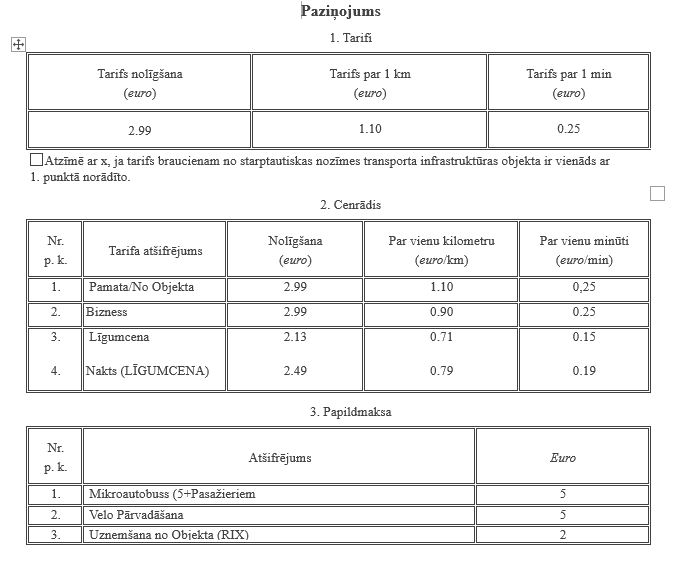 Paziņojums
1. Tarifi
Tarifs nolīgšana Tarifs par 1 km Tarifs par 1 min
(euro) (euro) (euro)
2.99 1.10 0.25
Atzīmē ar x, ja tarifs braucienam no starptautiskas nozīmes transporta infrastruktūras objekta ir vienāds ar
1. punktā norādīto.
2. Cenrādis
Nr. Nolīgšana Par vienu kilometru Par vienu minūti
Tarifa atšifrējums
p. k. (euro) (euro/km) (euro/min)
1. Pamata/No Objekta 2.99 1.10 0,25
2. Bizness 2.99 0.90 0.25
3. Līgumcena 2.13 0.71 0.15
4. Nakts (LĪGUMCENA) 2.49 0.79 0.19
3. Papildmaksa
Nr.
Atšifrējums Euro
p. k.
1. Mikroautobuss (5+Pasažieriem 5
2. Velo Pārvadāšana 5
3. Uzņemšana no Objekta (RIX) 2